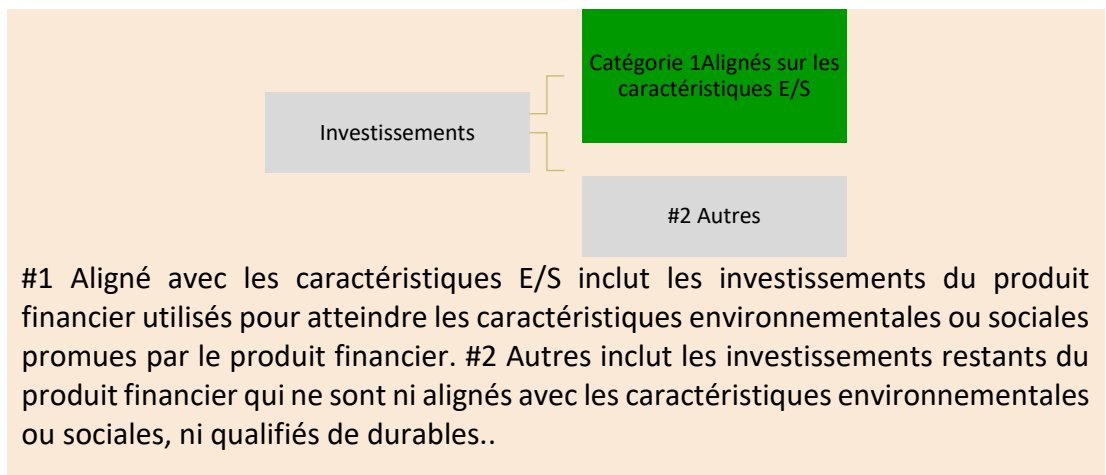 Catégorie 1Alignés sur les
caractéristiques E/S
Investissements
#2 Autres
#1 Aligné avec les caractéristiques E/S inclut les investissements du produit
financier utilisés pour atteindre les caractéristiques environnementales ou sociales
promues par le produit financier. #2 Autres inclut les investissements restants du
produit financier qui ne sont ni alignés avec les caractéristiques environnementales
ou sociales, ni qualifiés de durables..